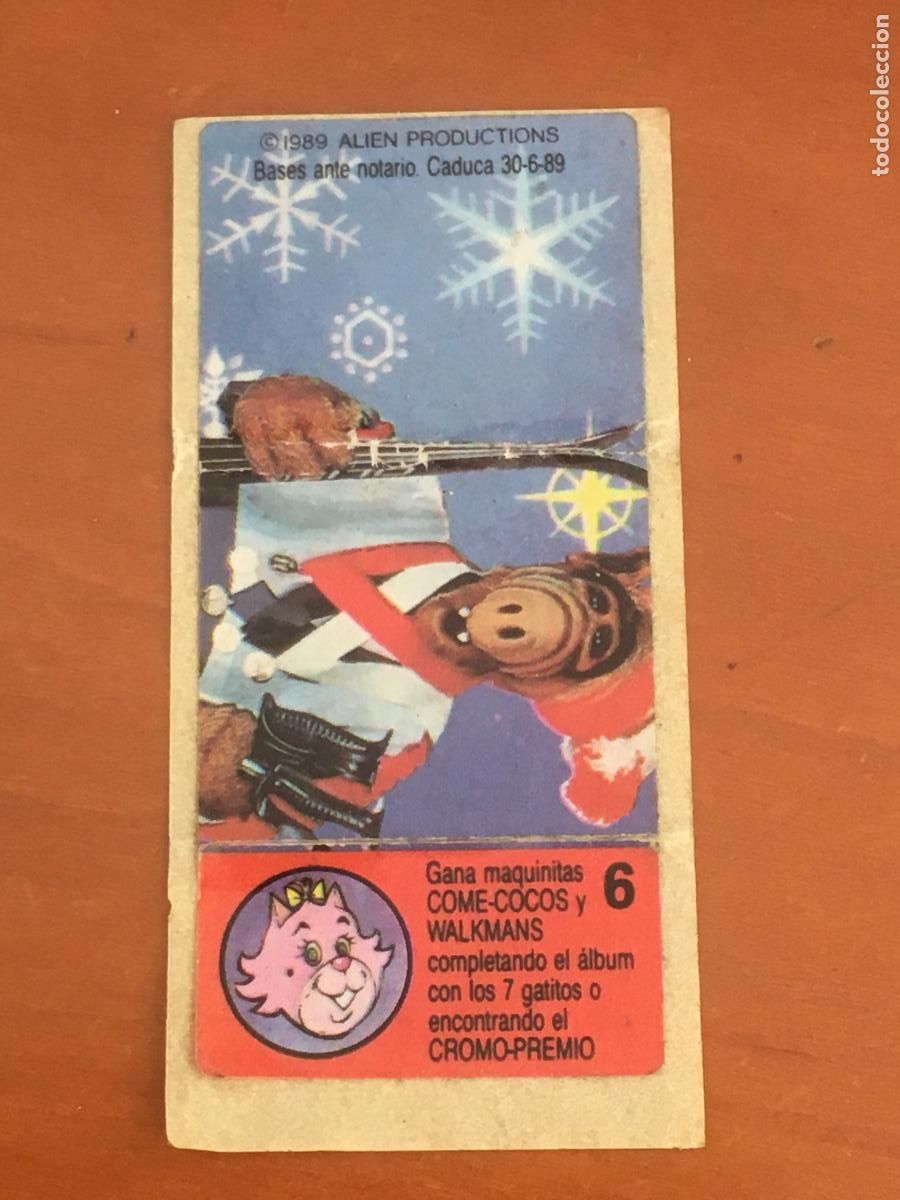 © 1989 ALIEN PRODUCTIONS
Bases ante notario. Caduca 30-6-89
Gana maquinitas 6
COME-COCOS y
WALKMANS
completando el álbum
con los 7 gatitos o
encontrando el
CROMO-PREMIO
todocoleccion